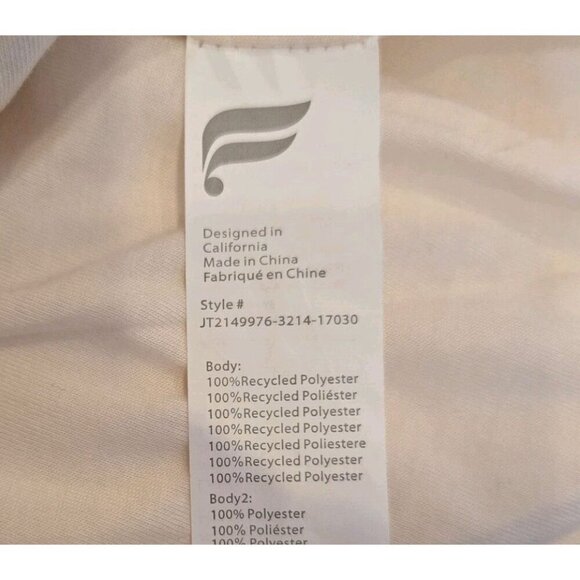 Designed in
California
Made in China
Fabriqué en Chine
Style #
JT2149976-3214-17030
Body:
100%Recycled Polyester
100%Recycled Poliéster
100%Recycled Polyester
100%Recycled Polyester
100%Recycled Poliestere
100%Recycled Polyester
100%Recycled Polyester
Body2:
100% Polyester
100% Poliéster
100% Polyester